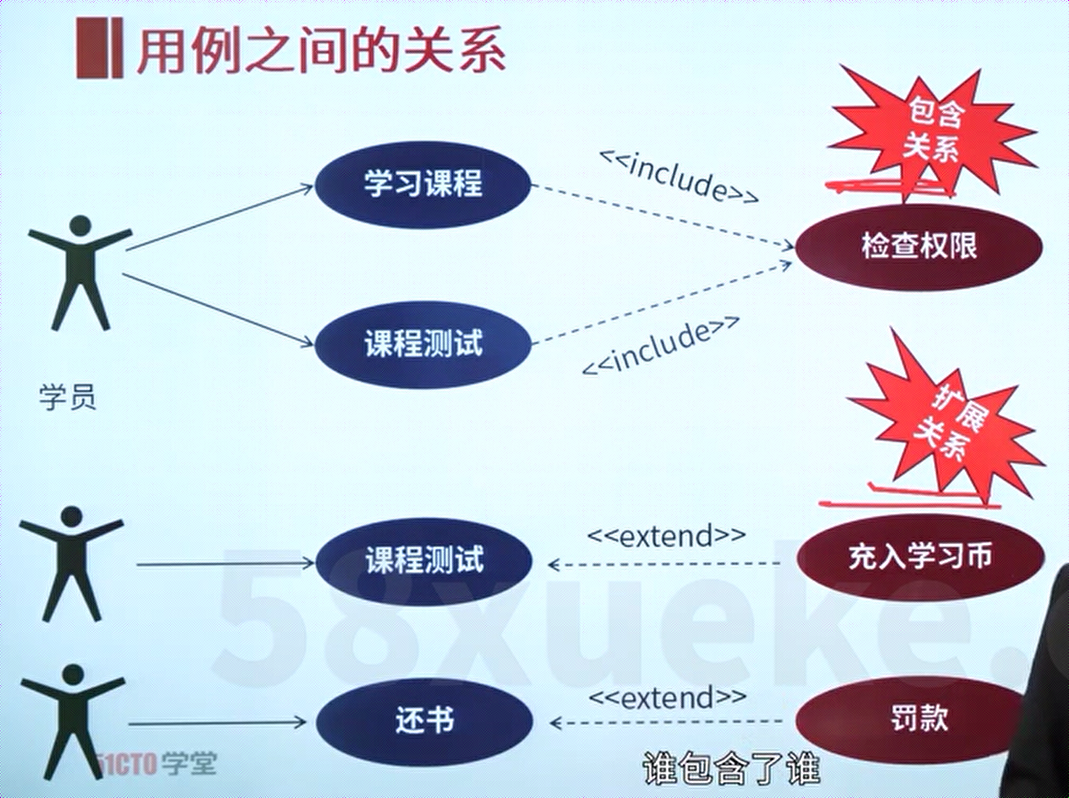 用例之间的关系
包含
关系
学习课程
<<include>>
检查权限
课程测试
<<include>>
学员
扩展
关系
课程测试
<<extend>>
充入学习币
58xueke.c
还书
<<extend>>
罚款
51CTO学堂
谁包含了谁